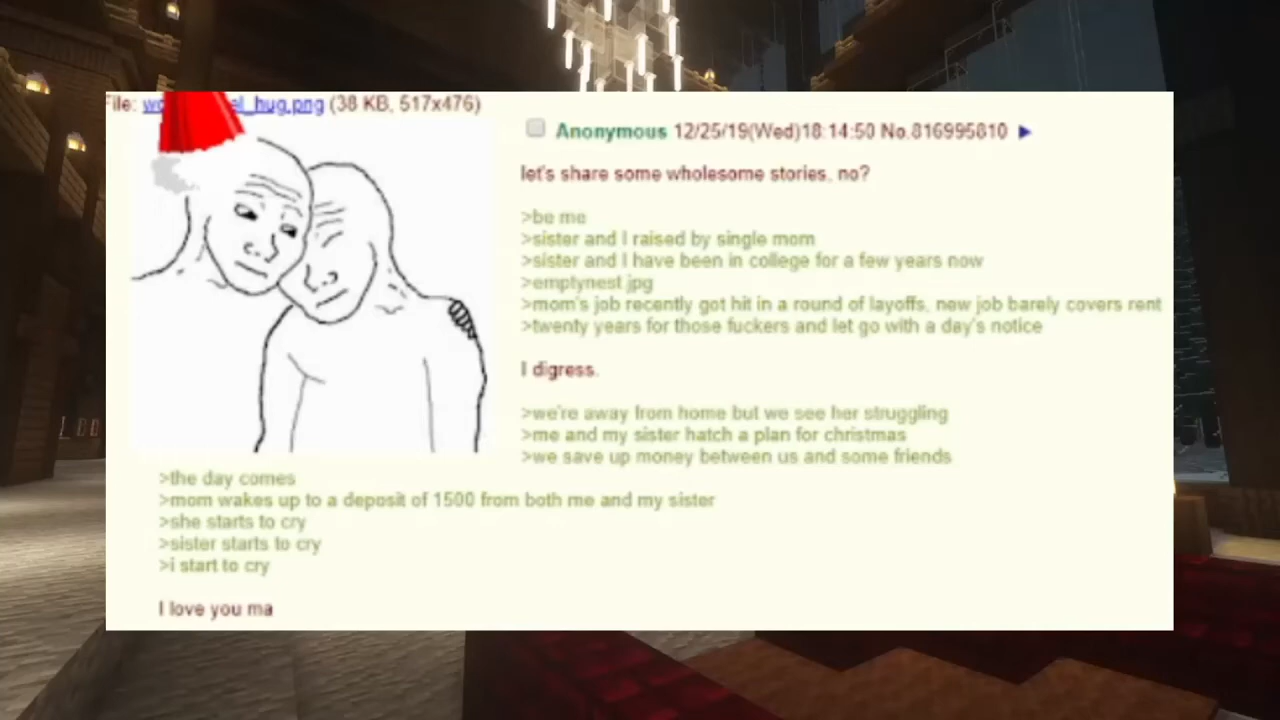 File: wo el_hug.png (38 KB, 517x476)
Anonymous 12/25/19(Wed)18:14:50 No.816995810
let's share some wholesome stories, no?
>be me
>sister and I raised by single mom
>sister and I have been in college for a few years now
>emptynest.jpg
>mom's job recently got hit in a round of layoffs, new job barely covers rent
>twenty years for those fuckers and let go with a day's notice
I digress.
>we're away from home but we see her struggling
>me and my sister hatch a plan for christmas
>we save up money between us and some friends
>the day comes
>mom wakes up to a deposit of 1500 from both me and my sister
>she starts to cry
>sister starts to cry
>i start to cry
I love you ma